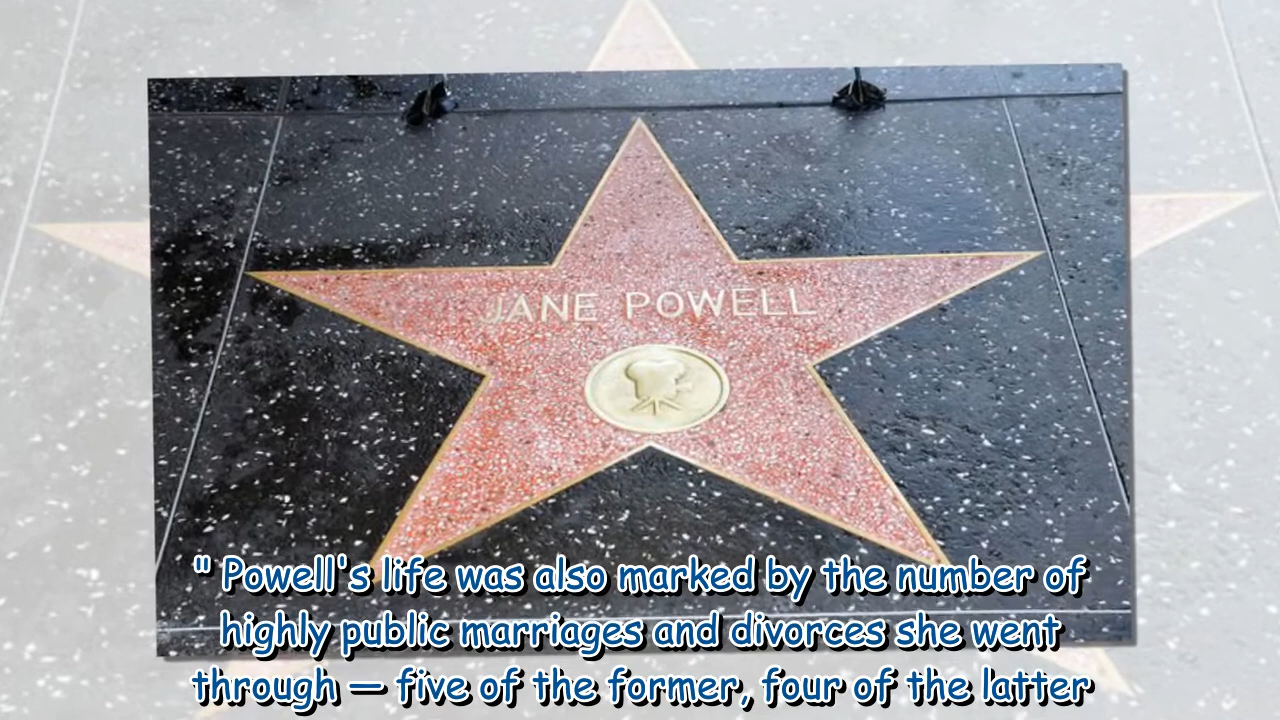 JANE POWELL
" Powell's life was also marked by the number of
highly public marriages and divorces she went
through — five of the former, four of the latter